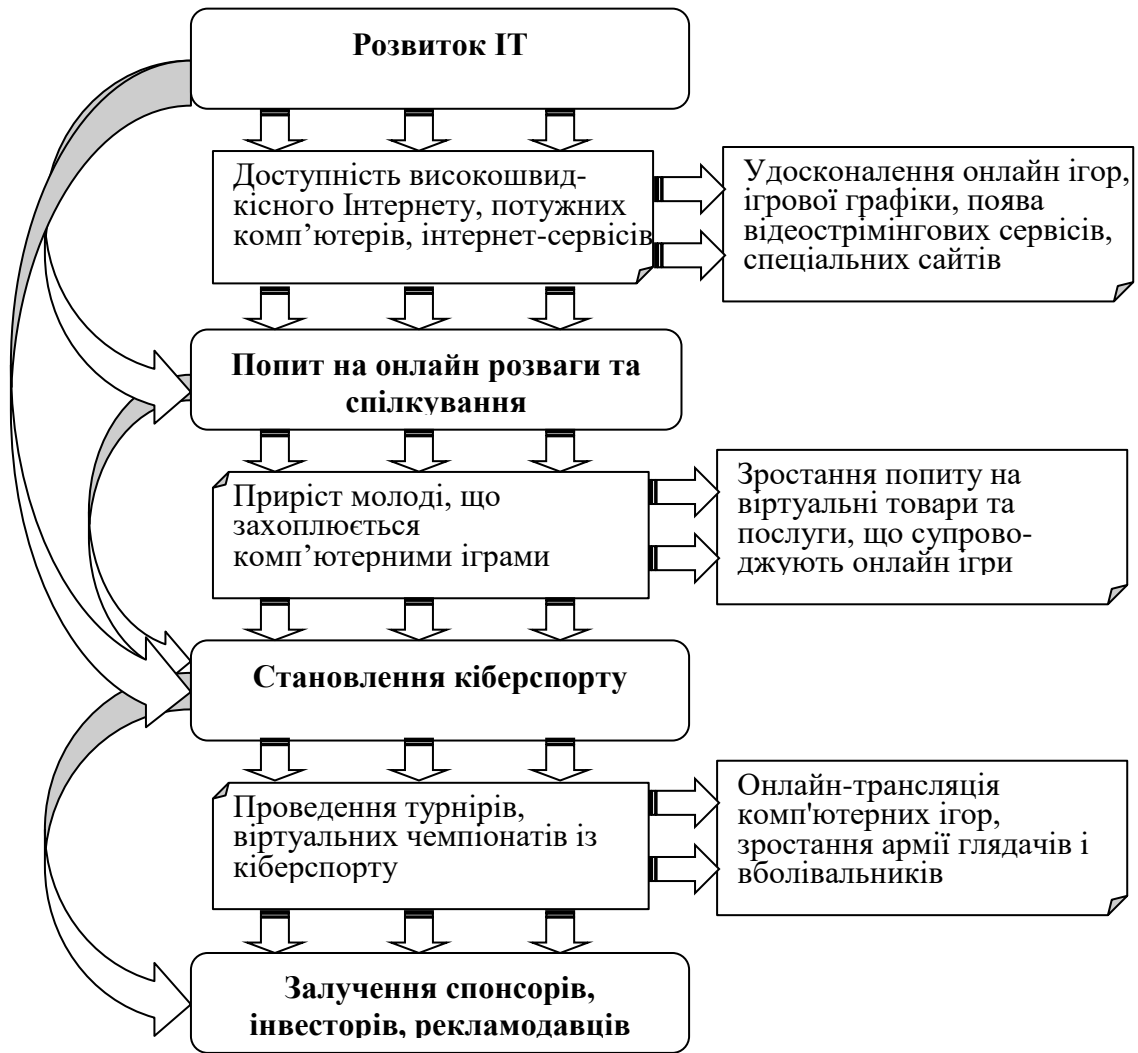 Розвиток ІТ
Доступність високошвид-
кісного Інтернету, потужних
комп’ютерів, інтернет-сервісів
Удосконалення онлайн ігор,
ігрової графіки, поява
відеострімінгових сервісів,
спеціальних сайтів
Попит на онлайн розваги та
спілкування
Приріст молоді, що
захоплюється
комп’ютерними іграми
Зростання попиту на
віртуальні товари та
послуги, що супрово-
джують онлайн ігри
Становлення кіберспорту
Проведення турнірів,
віртуальних чемпіонатів із
кіберспорту
Онлайн-трансляція
комп'ютерних ігор,
зростання армії глядачів і
вболівальників
Залучення спонсорів,
інвесторів, рекламодавців